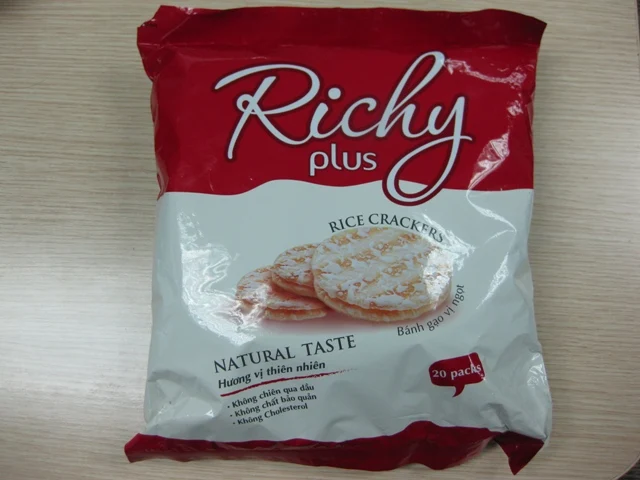 Richy
plus
RICE CRACKERS
Bánh gạo vị ngọt
NATURAL TASTE
Hương vị thiên nhiên
20 packs
• Không chiên qua dầu
• Không chất bảo quản
• Không Cholesterol